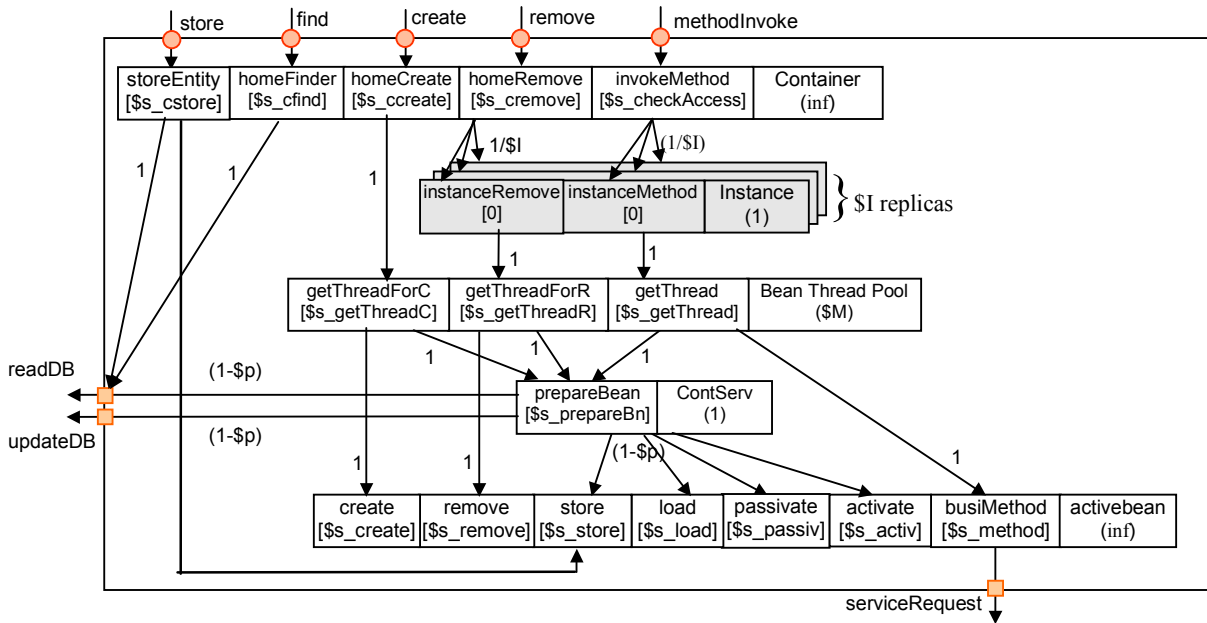 store
find
create
remove
methodInvoke
storeEntity
[$s_cstore]
homeFinder
[$s_cfind]
homeCreate
[$s_ccreate]
homeRemove
[$s_cremove]
invokeMethod
[$s_checkAccess]
Container
(inf)
1
1
1
1/$I
(1/$I)
instanceRemove
[0]
instanceMethod
[0]
Instance
(1)
$I replicas
1
1
getThreadForC
[$s_getThreadC]
getThreadForR
[$s_getThreadR]
getThread
[$s_getThread]
Bean Thread Pool
($M)
1
1
1
readDB
(1-$p)
prepareBean
[$s_prepareBn]
ContServ
(1)
updateDB
(1-$p)
(1-$p)
1
1
1
create
[$s_create]
remove
[$s_remove]
store
[$s_store]
load
[$s_load]
passivate
[$s_passiv]
activate
[$s_activ]
busiMethod
[$s_method]
activebean
(inf)
serviceRequest